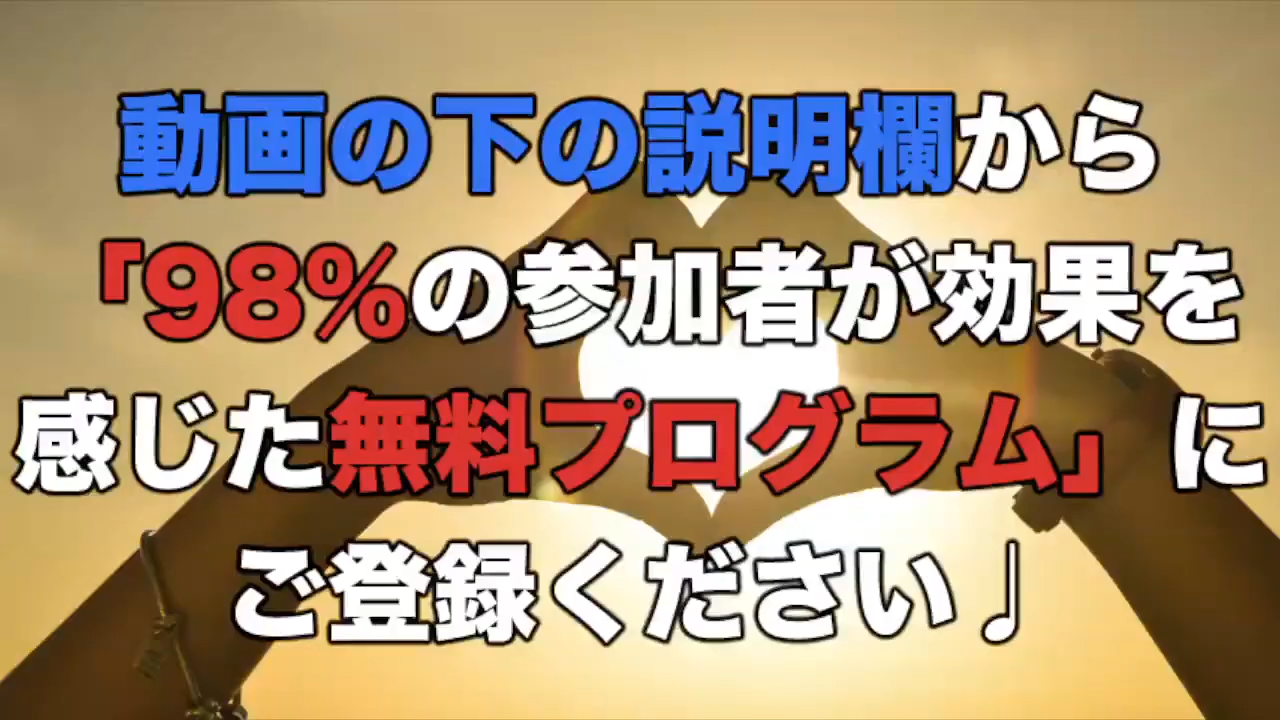 動画の下の説明欄から
「98%の参加者が効果を
感じた無料プログラム」に
ご登録ください♩